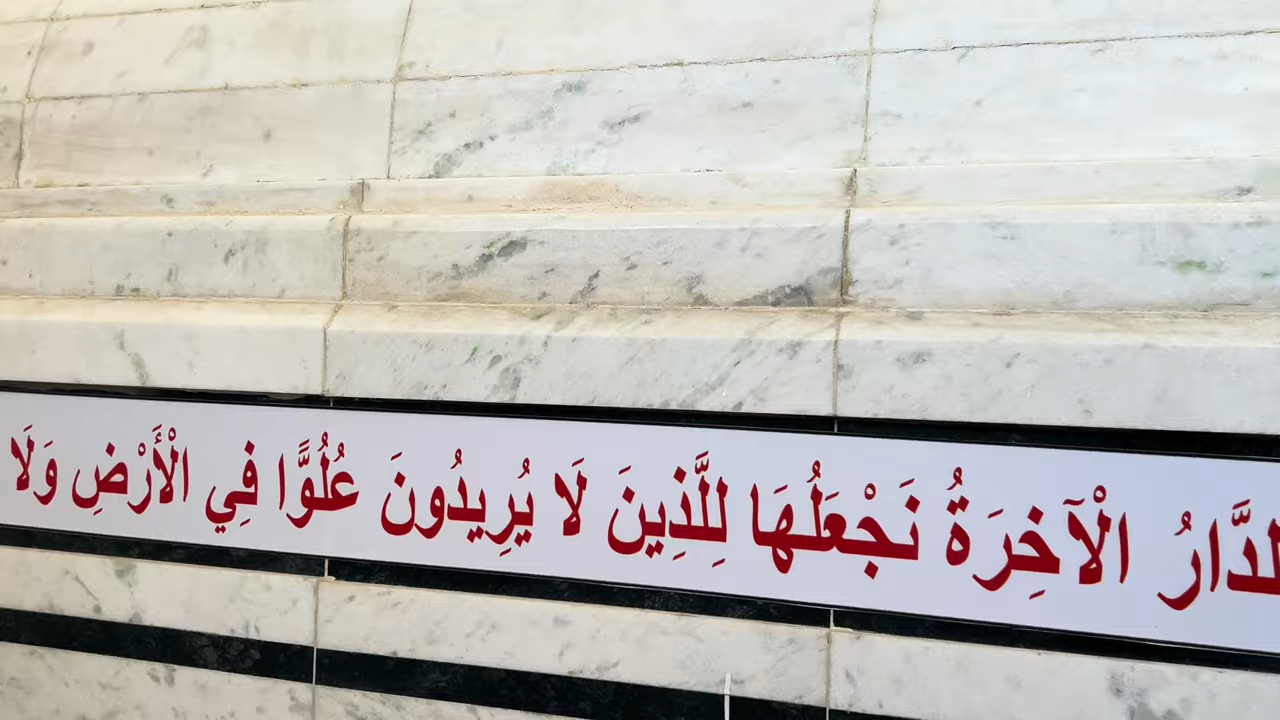 لدَّارُ الْآخِرَةُ نَجْعَلُهَا لِلَّذِينَ لَا يُرِيدُونَ عُلُوًّا فِي الْأَرْضِ وَلَا